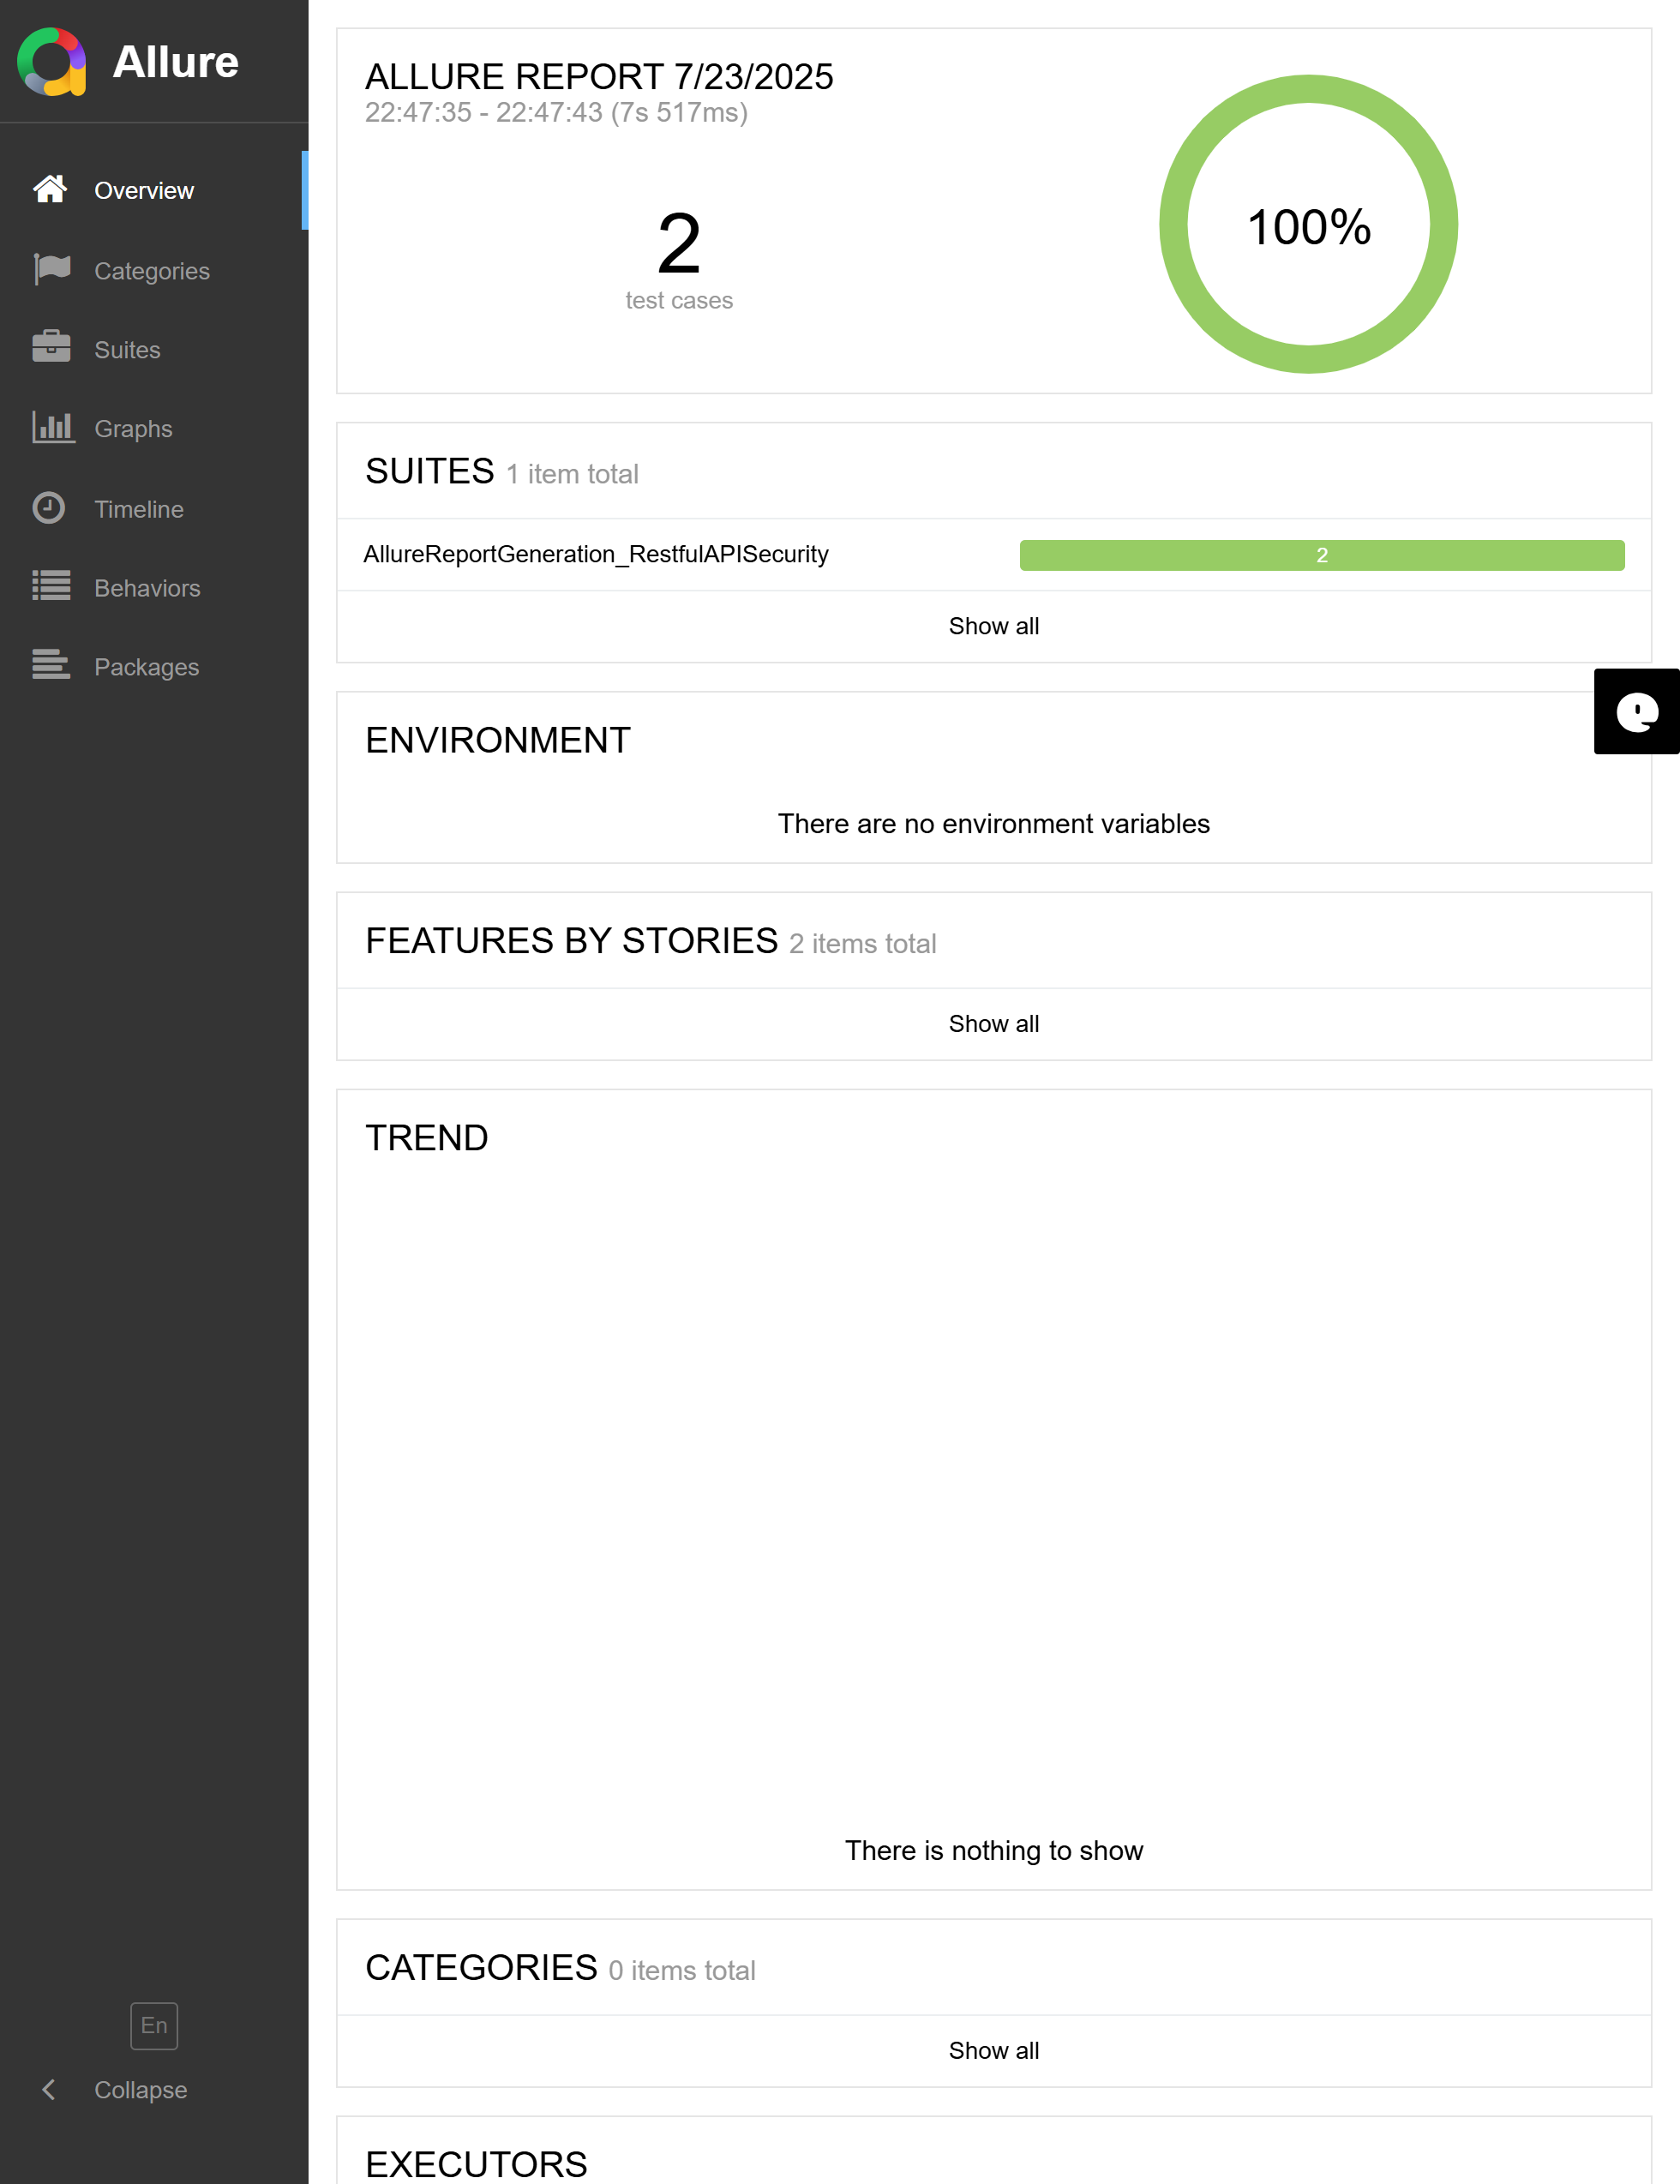 Allure
Overview
Categories
Suites
Graphs
Timeline
Behaviors
Packages
En
Collapse
ALLURE REPORT 7/23/2025
22:47:35 - 22:47:43 (7s 517ms)
2
test cases
100%
SUITES 1 item total
AllureReportGeneration_RestfulAPISecurity 2
Show all
ENVIRONMENT
There are no environment variables
FEATURES BY STORIES 2 items total
Show all
TREND
There is nothing to show
CATEGORIES 0 items total
Show all
EXECUTORS